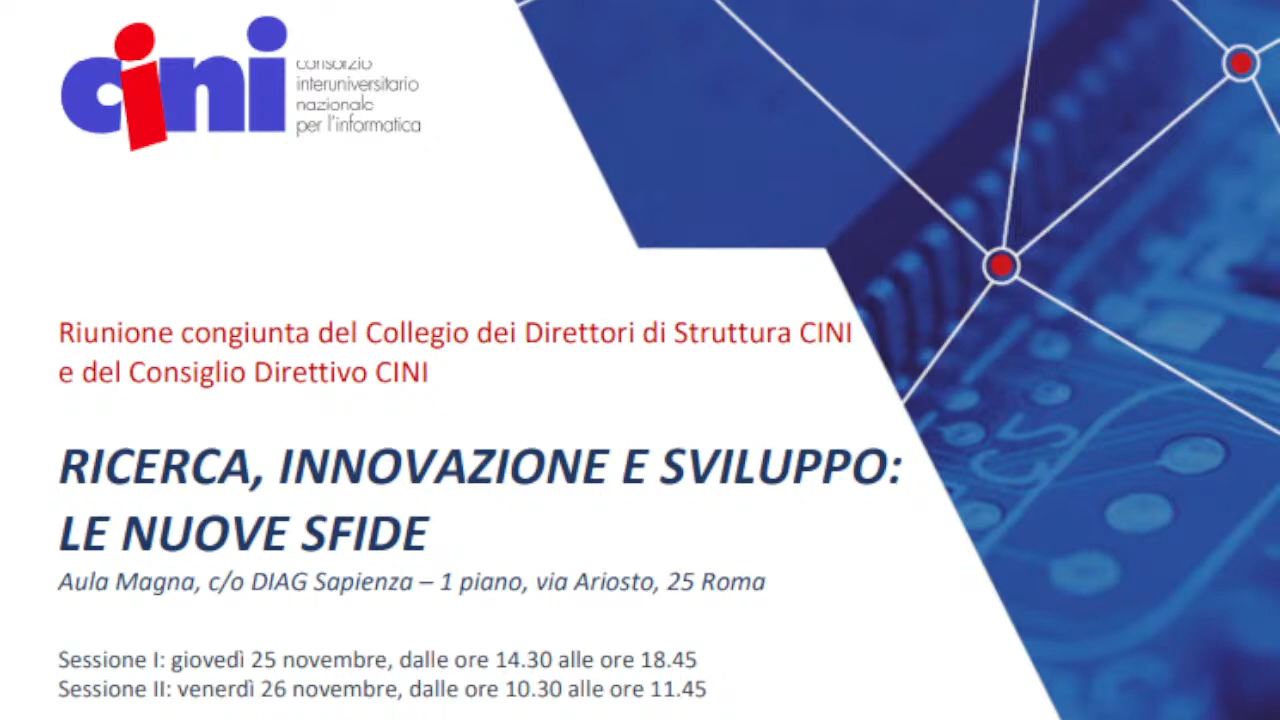 cini
consorzio
interuniversitario
nazionale
per l'informatica
Riunione congiunta del Collegio dei Direttori di Struttura CINI
e del Consiglio Direttivo CINI
RICERCA, INNOVAZIONE E SVILUPPO:
LE NUOVE SFIDE
Aula Magna, c/o DIAG Sapienza – 1 piano, via Ariosto, 25 Roma
Sessione I: giovedì 25 novembre, dalle ore 14.30 alle ore 18.45
Sessione II: venerdì 26 novembre, dalle ore 10.30 alle ore 11.45